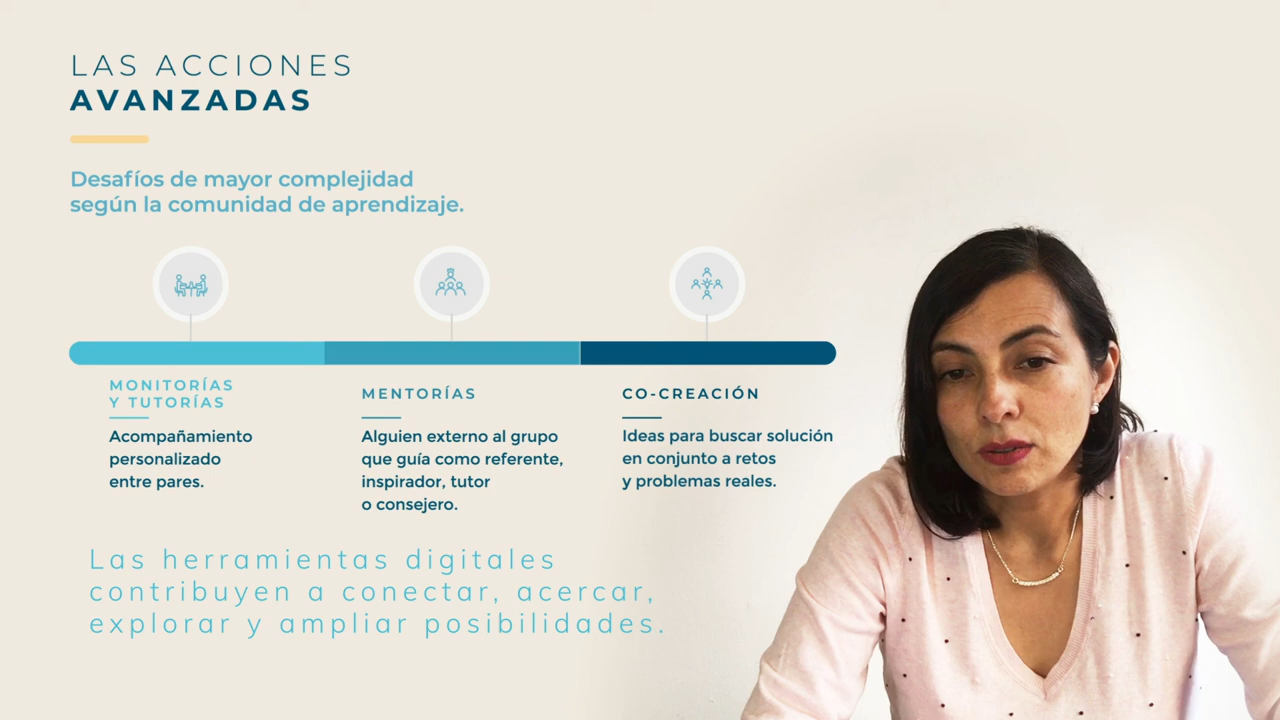 LAS ACCIONES
AVANZADAS
Desafíos de mayor complejidad
según la comunidad de aprendizaje.
MONITORÍAS
Y TUTORÍAS
Acompañamiento
personalizado
entre pares.
MENTORÍAS
Alguien externo al grupo
que guía como referente,
inspirador, tutor
o consejero.
CO-CREACIÓN
Ideas para buscar solución
en conjunto a retos
y problemas reales.
Las herramientas digitales
contribuyen a conectar, acercar,
explorar y ampliar posibilidades.